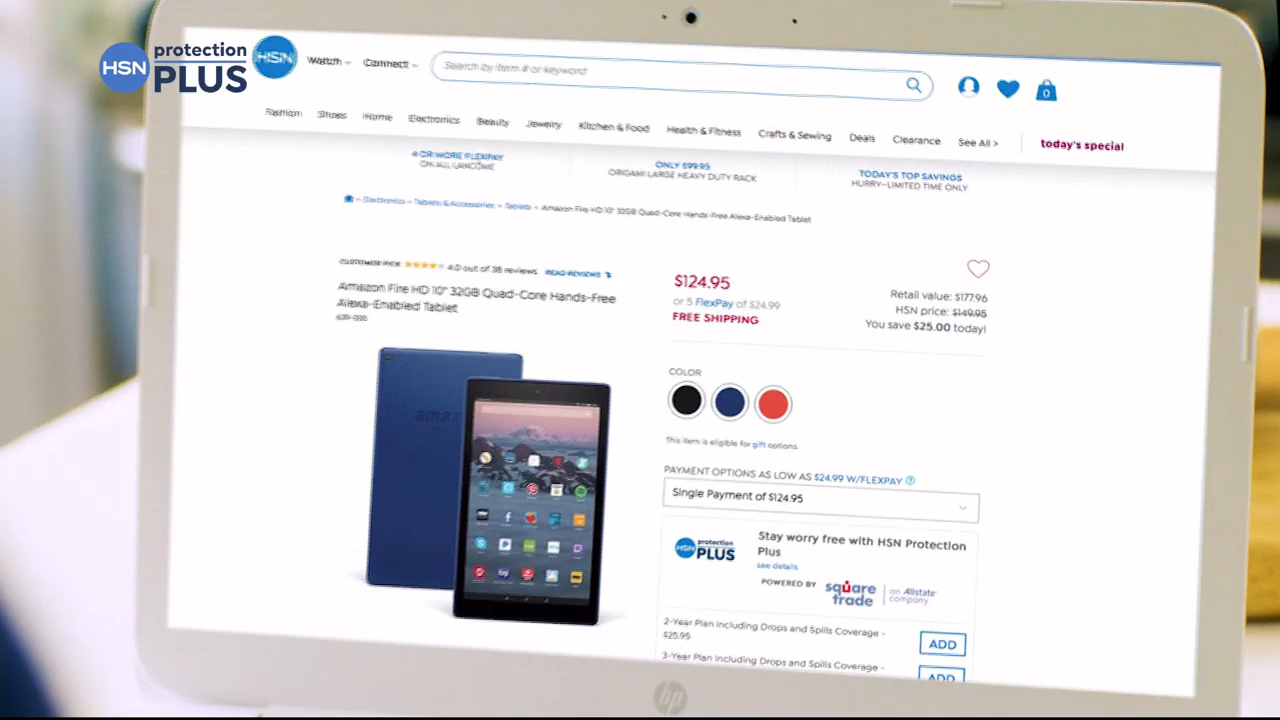 HSN protection PLUS
HSN
Watch
Connect
Search by item # or keyword
0
Fashion
Shoes
Home
Electronics
Beauty
Jewelry
Kitchen & Food
Health & Fitness
Crafts & Sewing
Deals
Clearance
See All >
today's special
4 OR MORE FLEXPAY
ON ALL LANCOME
ONLY $99.95
ORIGAMI LARGE HEAVY DUTY RACK
TODAY'S TOP SAVINGS
HURRY–LIMITED TIME ONLY
Electronics
Tablets & Accessories
Tablets
Amazon Fire HD 10" 32GB Quad-Core Hands-Free Alexa-Enabled Tablet
CUSTOMER PICK
4.0 out of 38 reviews
READ REVIEWS
Amazon Fire HD 10" 32GB Quad-Core Hands-Free
Alexa-Enabled Tablet
$124.95
or 5 FlexPay of $24.99
FREE SHIPPING
Retail value: $177.96
HSN price: $149.95
You save $25.00 today!
COLOR
This item is eligible for gift options.
PAYMENT OPTIONS AS LOW AS $24.99 W/FLEXPAY
Single Payment of $124.95
HSN protection PLUS
Stay worry free with HSN Protection
Plus
see details
POWERED BY
square trade
an Allstate company
2-Year Plan Including Drops and Spills Coverage -
$25.95
ADD
3-Year Plan Including Drops and Spills Coverage -
ADD
hp